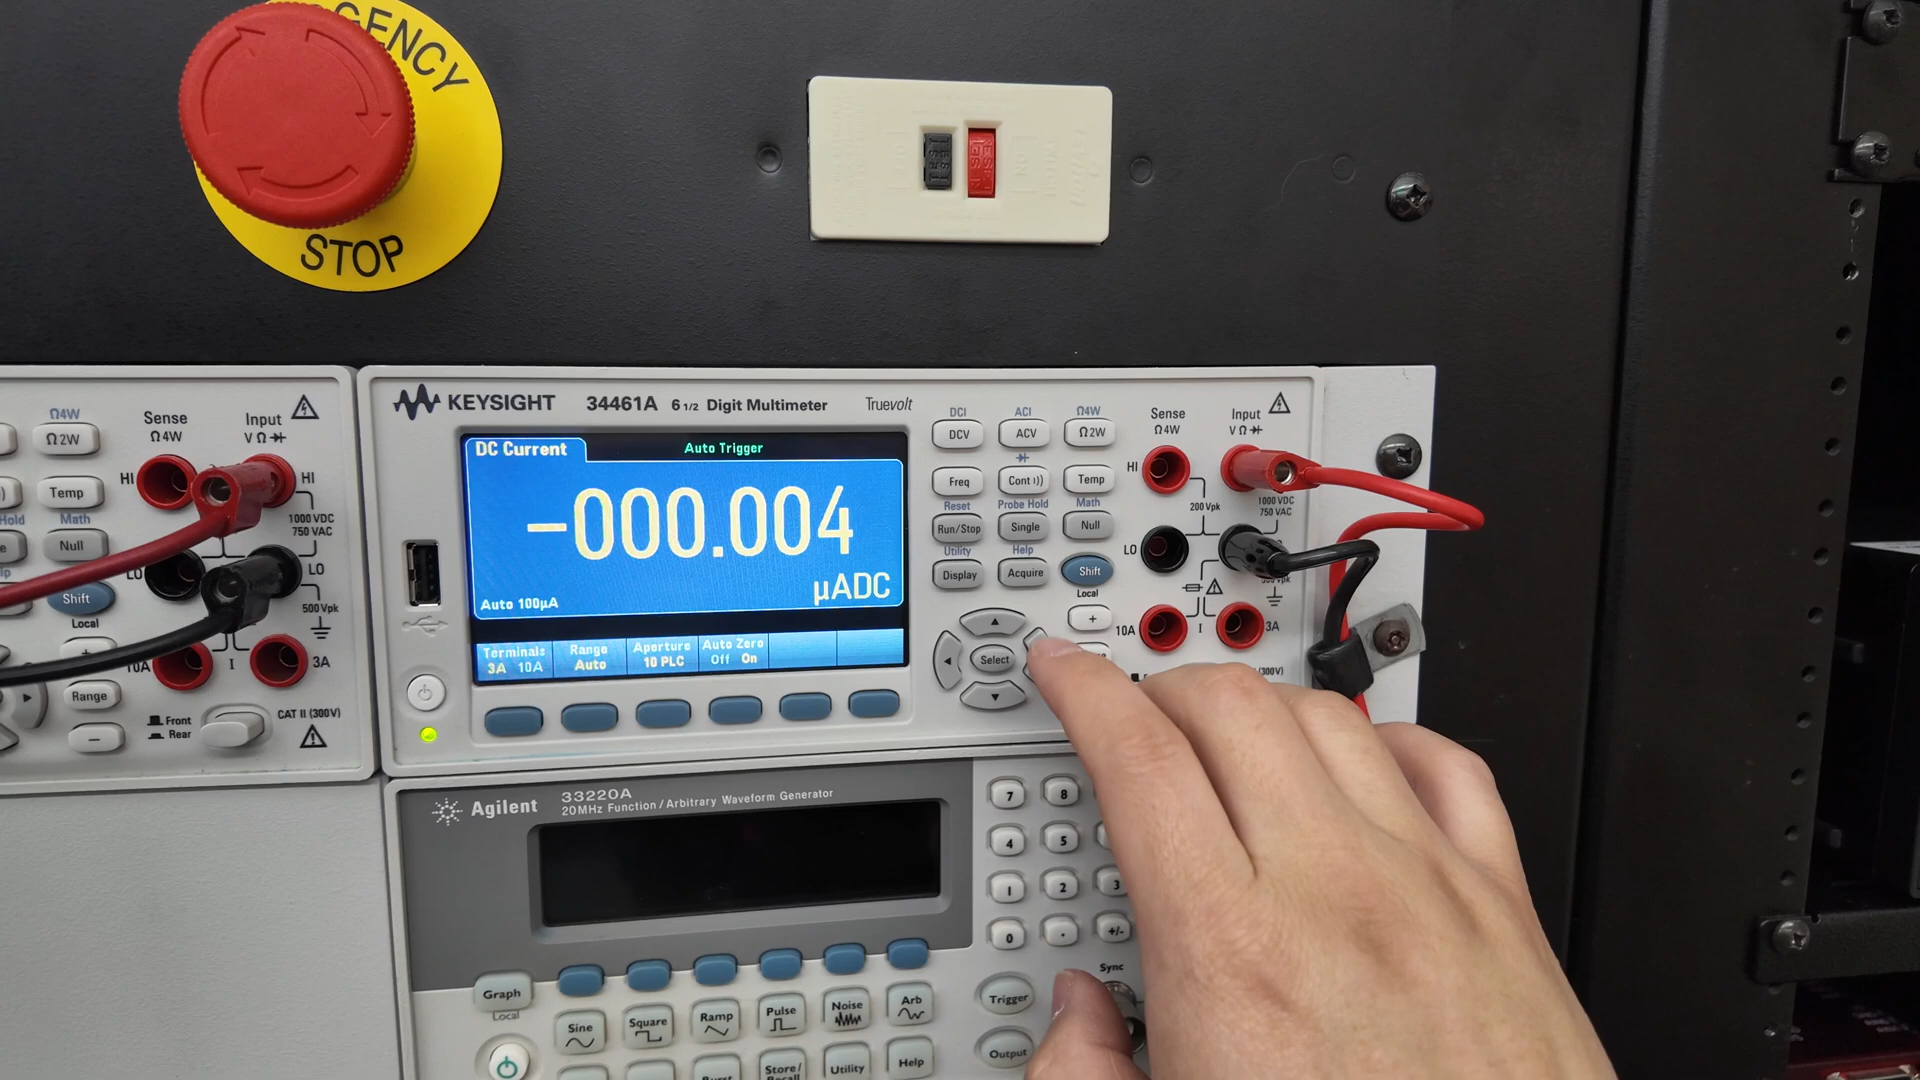 RGENCY
STOP
TEST
RESET
Ω4W
Ω2W
Temp
Hold
Math
Null
Shift
Local
Range
−
Sense
Ω4W
Input
VΩ
HI
HI
1000 VDC
750 VAC
LO
LO
500 Vpk
10A
I
3A
Front
Rear
CAT II (300V)
KEYSIGHT 34461A 6 1/2 Digit Multimeter Truevolt
DC Current
Auto Trigger
−000.004
µADC
Auto 100µA
Terminals
3A 10A
Range
Auto
Aperture
10 PLC
Auto Zero
Off On
DCI
ACI
Ω4W
DCV
ACV
Ω2W
Freq
Cont
Temp
Reset
Probe Hold
Math
Run/Stop
Single
Null
Utility
Help
Display
Acquire
Shift
Local
+
Select
Sense
Ω4W
Input
VΩ
HI
200 Vpk
1000 VDC
750 VAC
LO
10A
I
3A
(300V)
Agilent
33220A
20MHz Function / Arbitrary Waveform Generator
7
8
4
5
1
2
3
0
.
+/-
Sync
Graph
Local
Sine
Square
Ramp
Pulse
Noise
Arb
Trigger
Store/
Recall
Utility
Help
Output